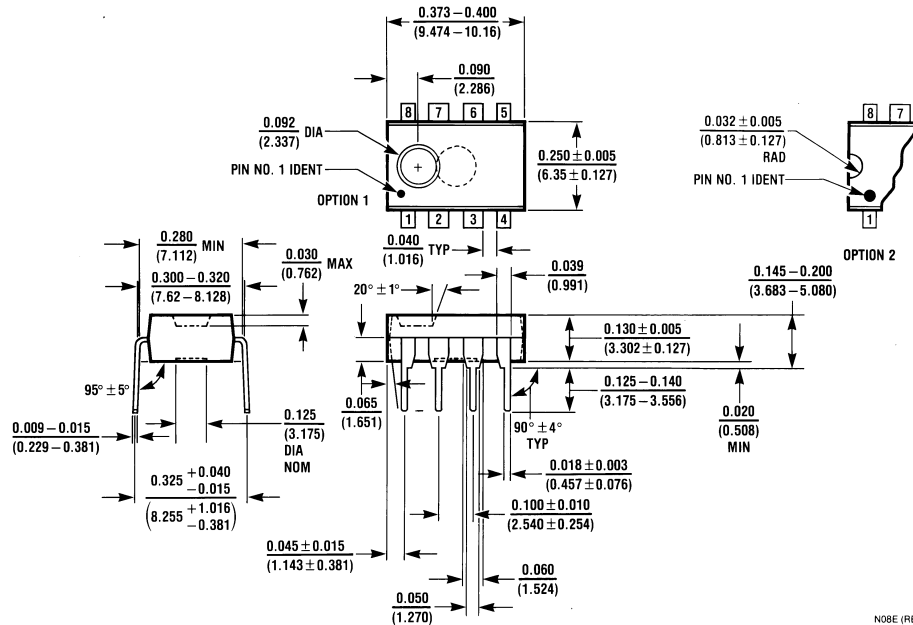 0.373 – 0.400
(9.474 – 10.16)
0.090
(2.286)
8 7 6 5
0.092 DIA
(2.337)
PIN NO. 1 IDENT
OPTION 1
1 2 3 4
0.250 ± 0.005
(6.35 ± 0.127)
8 7
0.032 ± 0.005
(0.813 ± 0.127)
RAD
PIN NO. 1 IDENT
1
OPTION 2
0.280 MIN
(7.112)
0.300 – 0.320
(7.62 – 8.128)
0.030 MAX
(0.762)
0.040 TYP
(1.016)
0.039
(0.991)
20° ± 1°
0.145 – 0.200
(3.683 – 5.080)
0.130 ± 0.005
(3.302 ± 0.127)
0.125 – 0.140
(3.175 – 3.556)
0.020
(0.508)
MIN
95° ± 5°
0.009 – 0.015
(0.229 – 0.381)
0.125
(3.175)
DIA
NOM
0.065
(1.651)
90° ± 4°
TYP
0.018 ± 0.003
(0.457 ± 0.076)
0.325 +0.040
−0.015
(8.255 +1.016
−0.381)
0.100 ± 0.010
(2.540 ± 0.254)
0.045 ± 0.015
(1.143 ± 0.381)
0.060
(1.524)
0.050
(1.270)
N08E (RE